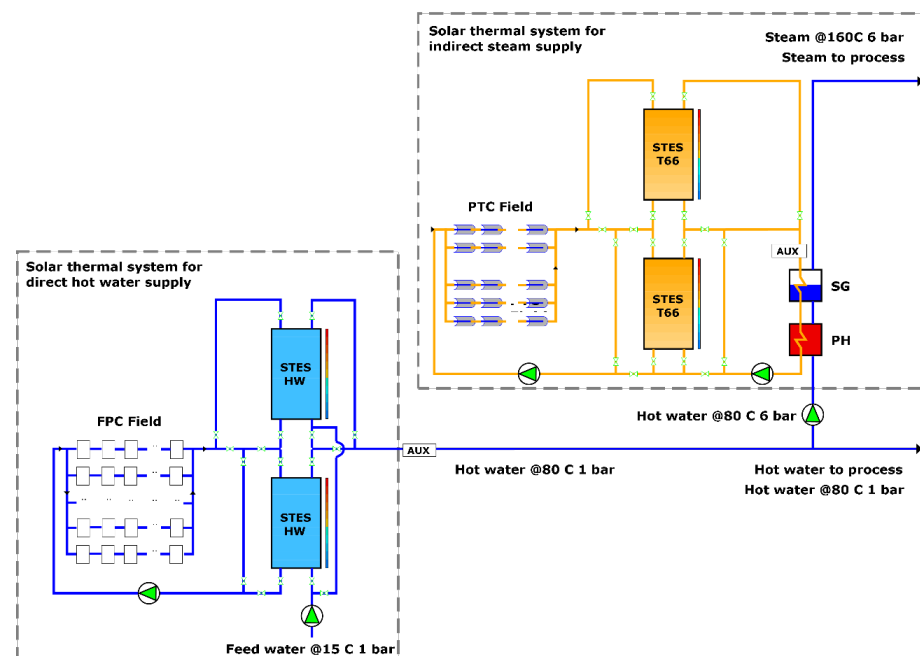 Solar thermal system for
indirect steam supply
Steam @160C 6 bar
Steam to process
STES
T66
PTC Field
AUX
STES
T66
SG
PH
Solar thermal system for
direct hot water supply
STES
HW
Hot water @80 C 6 bar
FPC Field
AUX
Hot water @80 C 1 bar
Hot water to process
Hot water @80 C 1 bar
STES
HW
Feed water @15 C 1 bar